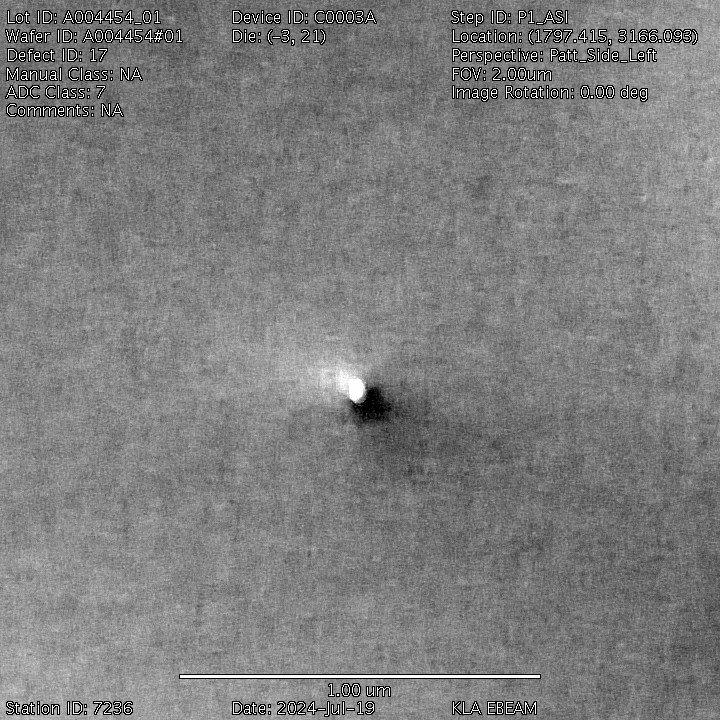 Lot ID: A004454_01 Device ID: C0003A Step ID: P1_ASI
Wafer ID: A004454#01 Die: (-3, 21) Location: (1797.415, 3166.093)
Defect ID: 17 Perspective: Patt_Side_Left
Manual Class: NA FOV: 2.00um
ADC Class: 7 Image Rotation: 0.00 deg
Comments: NA
1.00 um
Station ID: 7236 Date: 2024-Jul-19 KLA EBEAM